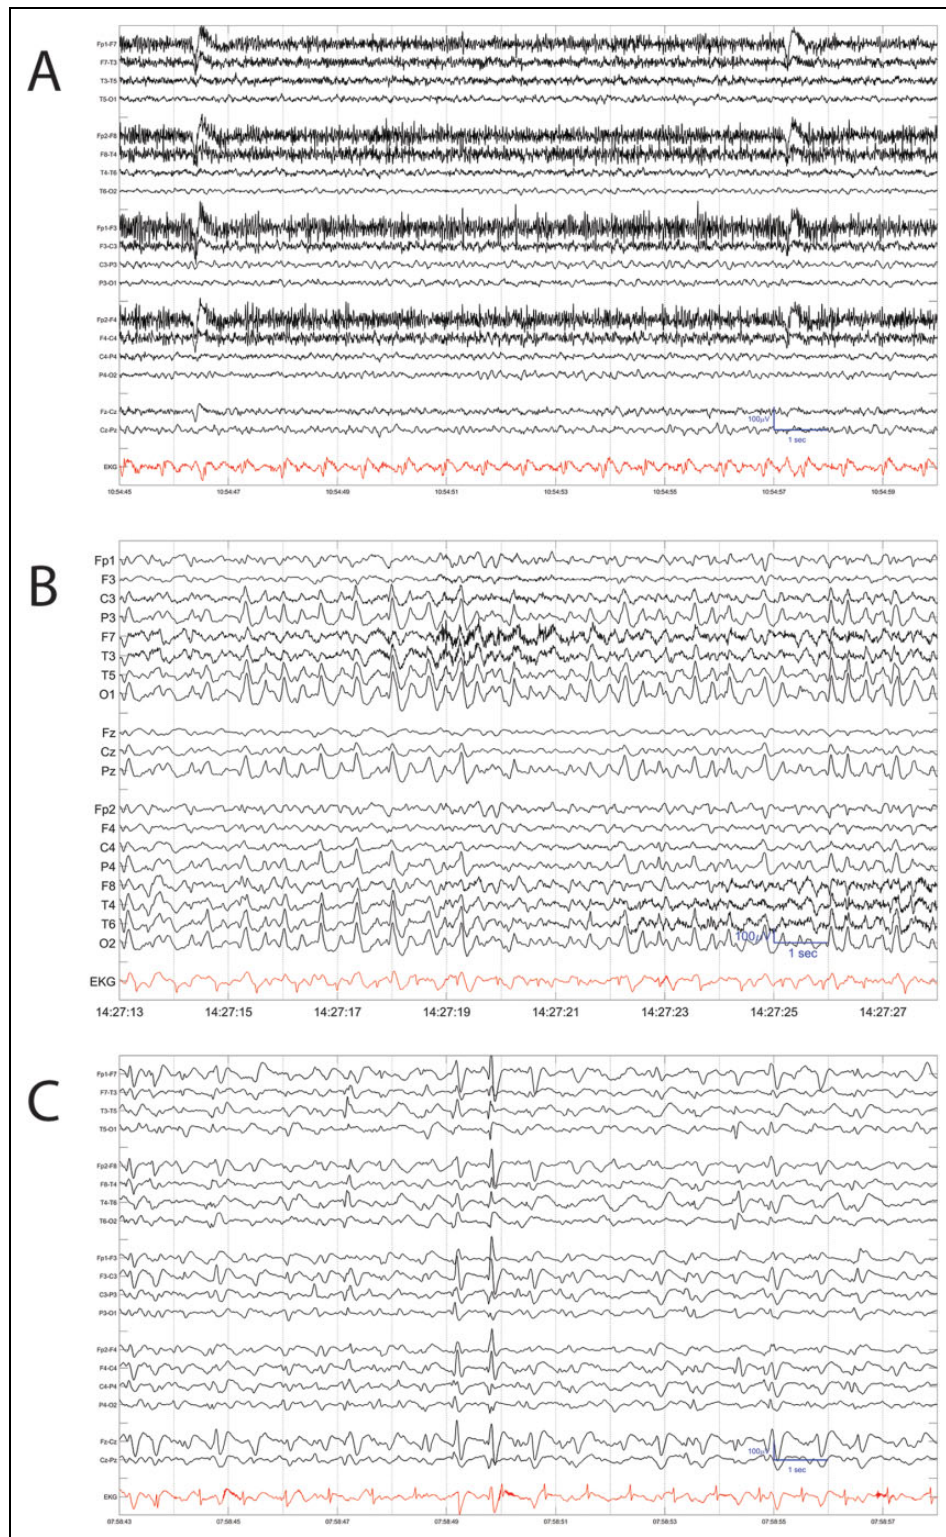 A
Fp1-F7
F7-T3
T3-T5
T5-O1
Fp2-F8
F8-T4
T4-T6
T6-O2
Fp1-F3
F3-C3
C3-P3
P3-O1
Fp2-F4
F4-C4
C4-P4
P4-O2
Fz-Cz
100μV
Cz-Pz
1 sec
EKG
10:54:45 10:54:47 10:54:49 10:54:51 10:54:53 10:54:55 10:54:57 10:54:59
B
Fp1
F3
C3
P3
F7
T3
T5
O1
Fz
Cz
Pz
Fp2
F4
C4
P4
F8
T4
T6
100μV
O2
1 sec
EKG
14:27:13 14:27:15 14:27:17 14:27:19 14:27:21 14:27:23 14:27:25 14:27:27
C
Fp1-F7
F7-T3
T3-T5
T5-O1
Fp2-F8
F8-T4
T4-T6
T6-O2
Fp1-F3
F3-C3
C3-P3
P3-O1
Fp2-F4
F4-C4
C4-P4
P4-O2
Fz-Cz
100μV
Cz-Pz
1 sec
EKG
07:58:43 07:58:45 07:58:47 07:58:49 07:58:51 07:58:53 07:58:55 07:58:57